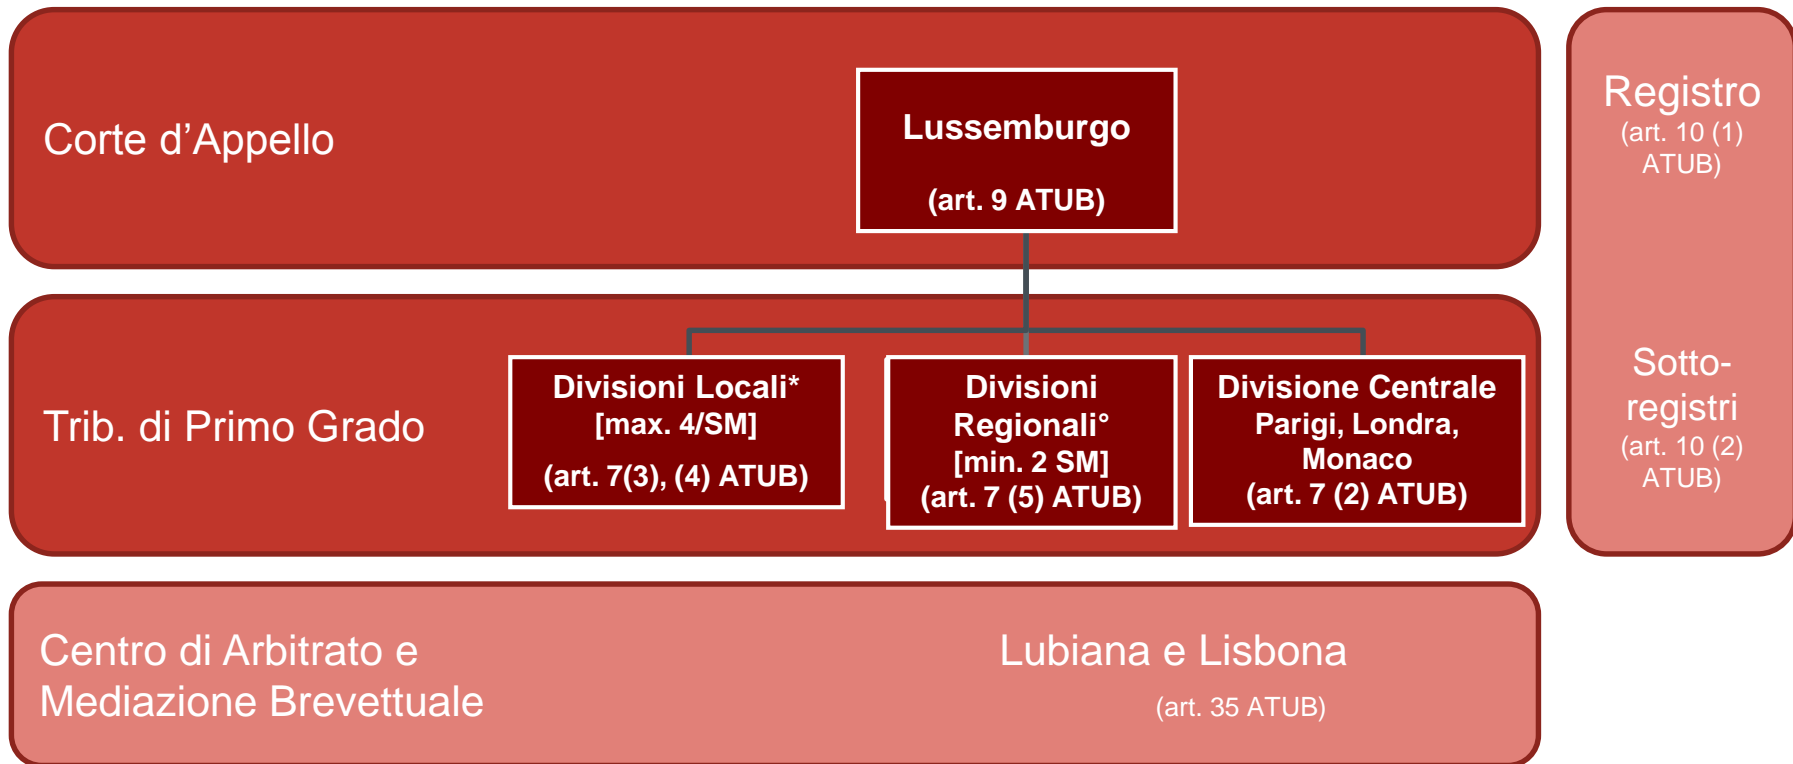 Corte d’Appello
Lussemburgo
(art. 9 ATUB)
Registro
(art. 10 (1)
ATUB)
Trib. di Primo Grado
Divisioni Locali*
[max. 4/SM]
(art. 7(3), (4) ATUB)
Divisioni
Regionali°
[min. 2 SM]
(art. 7 (5) ATUB)
Divisione Centrale
Parigi, Londra,
Monaco
(art. 7 (2) ATUB)
Sotto-
registri
(art. 10 (2)
ATUB)
Centro di Arbitrato e
Mediazione Brevettuale
Lubiana e Lisbona
(art. 35 ATUB)